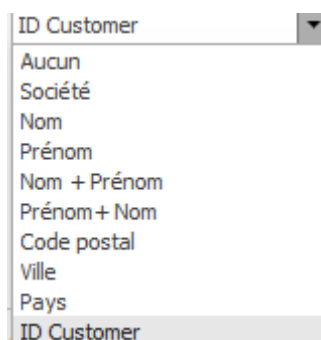 ID Customer
Aucun
Société
Nom
Prénom
Nom + Prénom
Prénom+ Nom
Code postal
Ville
Pays
ID Customer